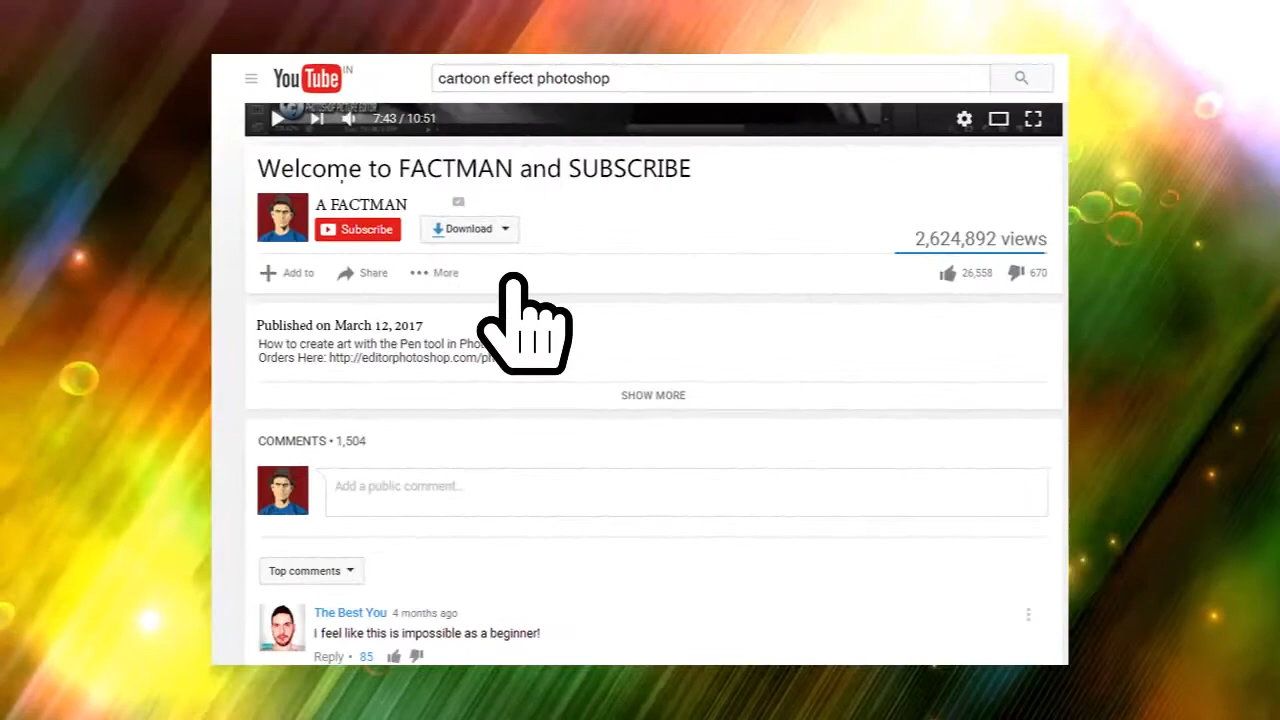 YouTube IN
cartoon effect photoshop
PHOTOSHOP PICTURE EDITOR
7:43 / 10:51
Welcome to FACTMAN and SUBSCRIBE
A FACTMAN
Subscribe
Download
2,624,892 views
Add to
Share
More
26,558
670
Published on March 12, 2017
How to create art with the Pen tool in
Orders Here: http://editorphotoshop.com/
SHOW MORE
COMMENTS • 1,504
Add a public comment...
Top comments
The Best You 4 months ago
I feel like this is impossible as a beginner!
Reply • 85